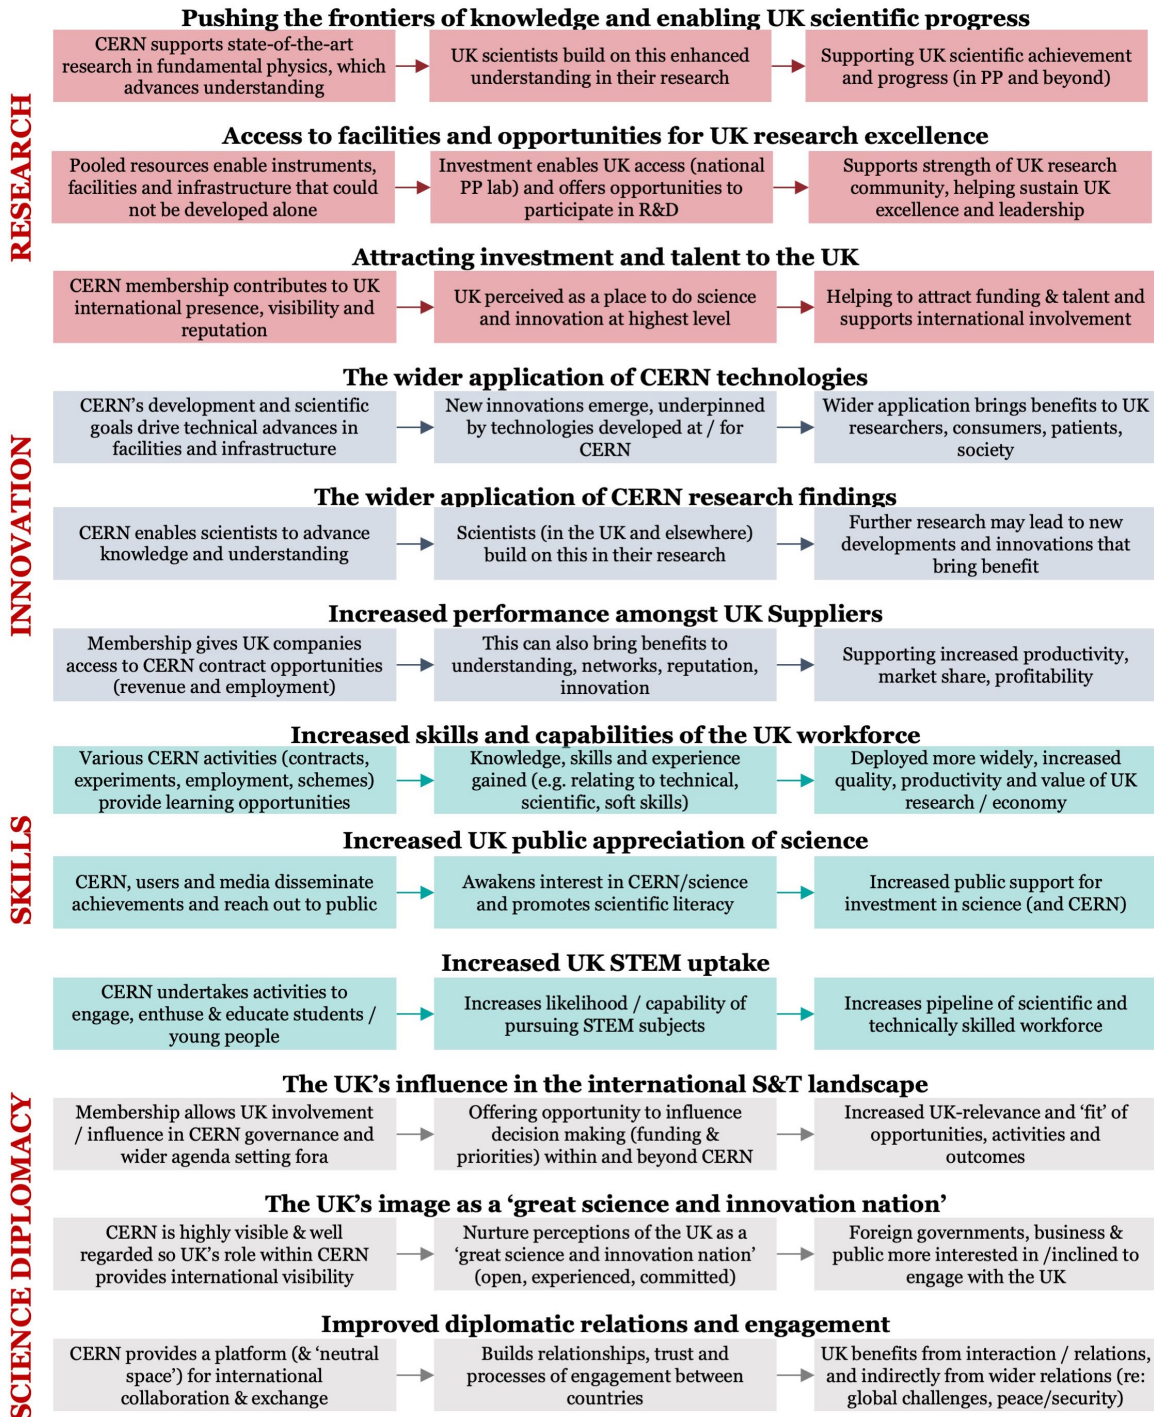 Pushing the frontiers of knowledge and enabling UK scientific progress
CERN supports state-of-the-art
research in fundamental physics, which
advances understanding
UK scientists build on this enhanced
understanding in their research
Supporting UK scientific achievement
and progress (in PP and beyond)
RESEARCH
Access to facilities and opportunities for UK research excellence
Pooled resources enable instruments,
facilities and infrastructure that could
not be developed alone
Investment enables UK access (national
PP lab) and offers opportunities to
participate in R&D
Supports strength of UK research
community, helping sustain UK
excellence and leadership
Attracting investment and talent to the UK
CERN membership contributes to UK
international presence, visibility and
reputation
UK perceived as a place to do science
and innovation at highest level
Helping to attract funding & talent and
supports international involvement
The wider application of CERN technologies
CERN’s development and scientific
goals drive technical advances in
facilities and infrastructure
New innovations emerge, underpinned
by technologies developed at / for
CERN
Wider application brings benefits to UK
researchers, consumers, patients,
society
INNOVATION
The wider application of CERN research findings
CERN enables scientists to advance
knowledge and understanding
Scientists (in the UK and elsewhere)
build on this in their research
Further research may lead to new
developments and innovations that
bring benefit
Increased performance amongst UK Suppliers
Membership gives UK companies
access to CERN contract opportunities
(revenue and employment)
This can also bring benefits to
understanding, networks, reputation,
innovation
Supporting increased productivity,
market share, profitability
Increased skills and capabilities of the UK workforce
Various CERN activities (contracts,
experiments, employment, schemes)
provide learning opportunities
Knowledge, skills and experience
gained (e.g. relating to technical,
scientific, soft skills)
Deployed more widely, increased
quality, productivity and value of UK
research / economy
SKILLS
Increased UK public appreciation of science
CERN, users and media disseminate
achievements and reach out to public
Awakens interest in CERN/science
and promotes scientific literacy
Increased public support for
investment in science (and CERN)
Increased UK STEM uptake
CERN undertakes activities to
engage, enthuse & educate students /
young people
Increases likelihood / capability of
pursuing STEM subjects
Increases pipeline of scientific and
technically skilled workforce
The UK’s influence in the international S&T landscape
Membership allows UK involvement
/ influence in CERN governance and
wider agenda setting fora
Offering opportunity to influence
decision making (funding &
priorities) within and beyond CERN
Increased UK-relevance and ‘fit’ of
opportunities, activities and
outcomes
SCIENCE DIPLOMACY
The UK’s image as a ‘great science and innovation nation’
CERN is highly visible & well
regarded so UK’s role within CERN
provides international visibility
Nurture perceptions of the UK as a
‘great science and innovation nation’
(open, experienced, committed)
Foreign governments, business &
public more interested in /inclined to
engage with the UK
Improved diplomatic relations and engagement
CERN provides a platform (& ‘neutral
space’) for international
collaboration & exchange
Builds relationships, trust and
processes of engagement between
countries
UK benefits from interaction / relations,
and indirectly from wider relations (re:
global challenges, peace/security)